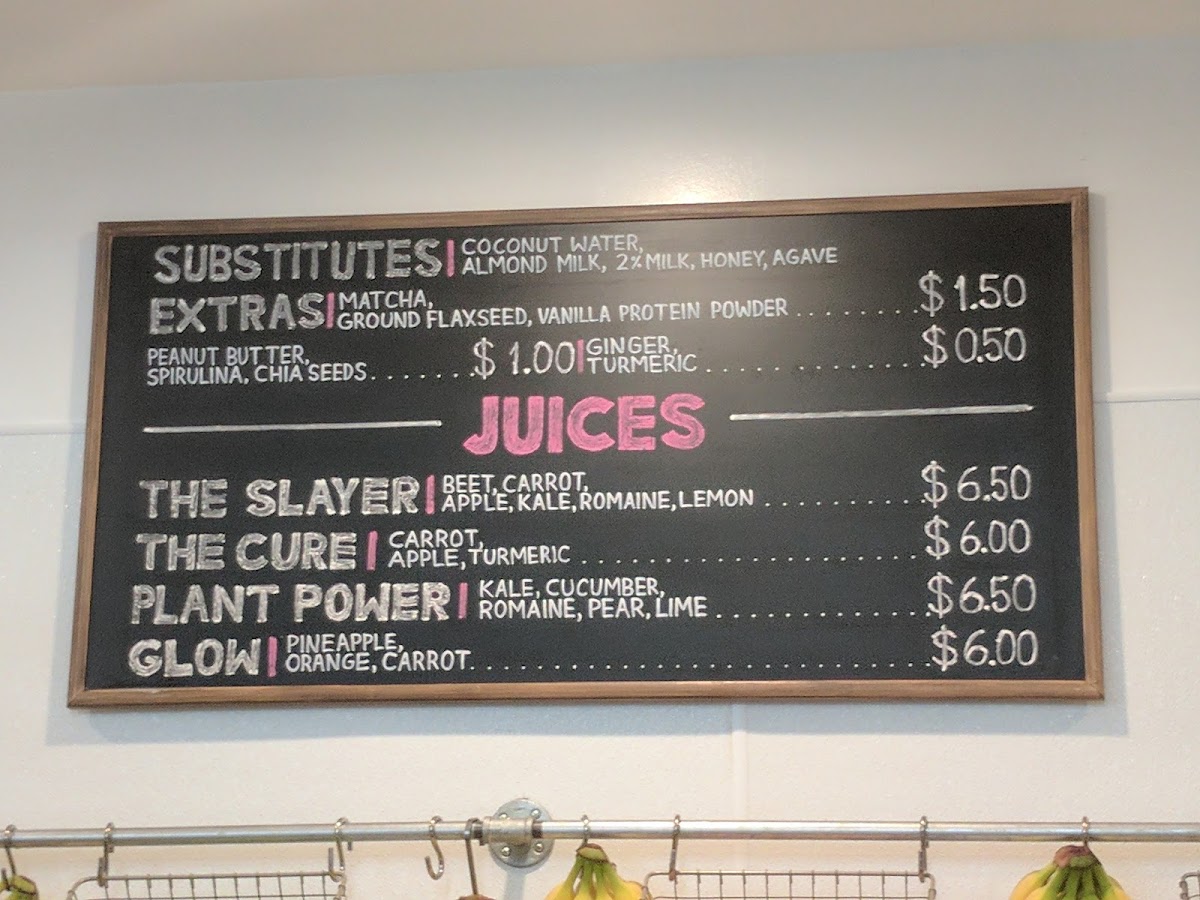 SUBSTITUTES | COCONUT WATER,
ALMOND MILK, 2% MILK, HONEY, AGAVE
EXTRAS | MATCHA,
GROUND FLAXSEED, VANILLA PROTEIN POWDER ........ $1.50
PEANUT BUTTER,
SPIRULINA, CHIA SEEDS ....... $1.00 | GINGER,
TURMERIC .............. $0.50
JUICES
THE SLAYER | BEET, CARROT,
APPLE, KALE, ROMAINE, LEMON .......... $6.50
THE CURE | CARROT,
APPLE, TURMERIC ...................... $6.00
PLANT POWER | KALE, CUCUMBER,
ROMAINE, PEAR, LIME ............. $6.50
GLOW | PINEAPPLE,
ORANGE, CARROT .............................. $6.00